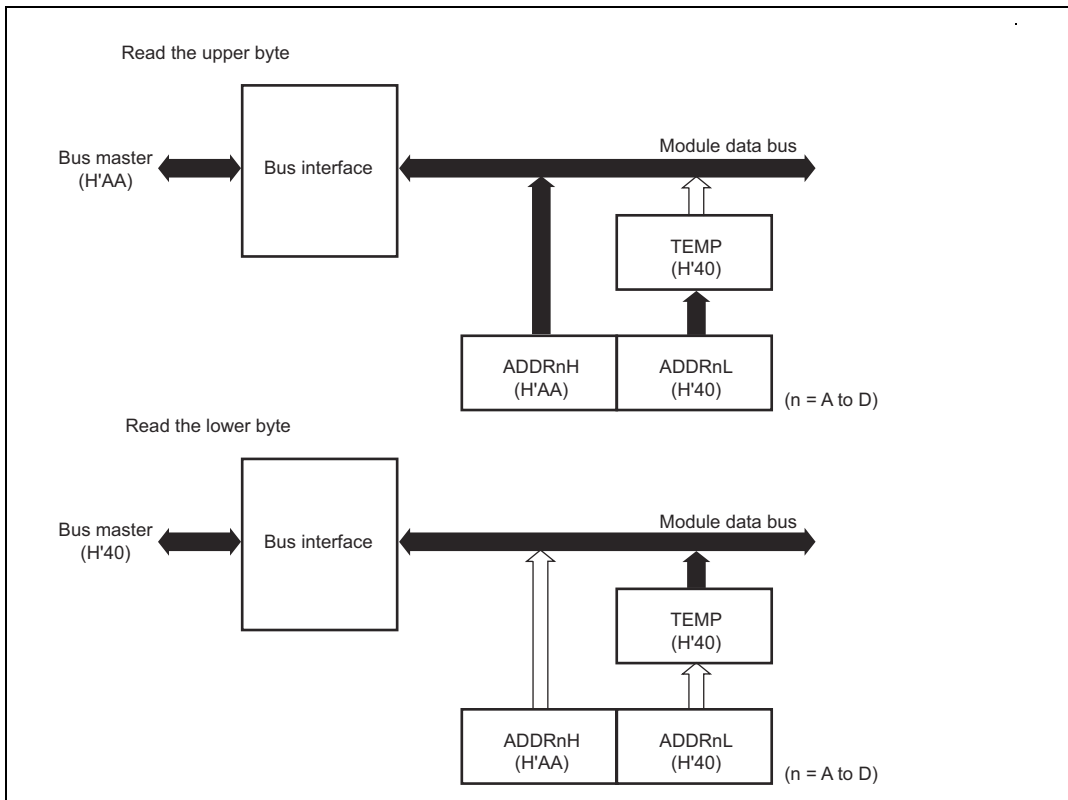 Read the upper byte
Bus master
(H'AA)
Bus interface
Module data bus
TEMP
(H'40)
ADDRnH
(H'AA)
ADDRnL
(H'40)
(n = A to D)
Read the lower byte
Bus master
(H'40)
Bus interface
Module data bus
TEMP
(H'40)
ADDRnH
(H'AA)
ADDRnL
(H'40)
(n = A to D)